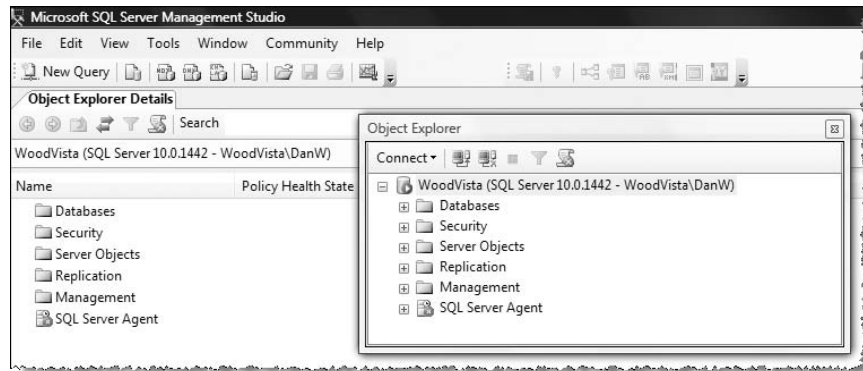 Microsoft SQL Server Management Studio
File Edit View Tools Window Community Help
New Query
Object Explorer Details
Search
WoodVista (SQL Server 10.0.1442 - WoodVista\DanW)
Name Policy Health State
Databases
Security
Server Objects
Replication
Management
SQL Server Agent
Object Explorer
Connect
WoodVista (SQL Server 10.0.1442 - WoodVista\DanW)
Databases
Security
Server Objects
Replication
Management
SQL Server Agent